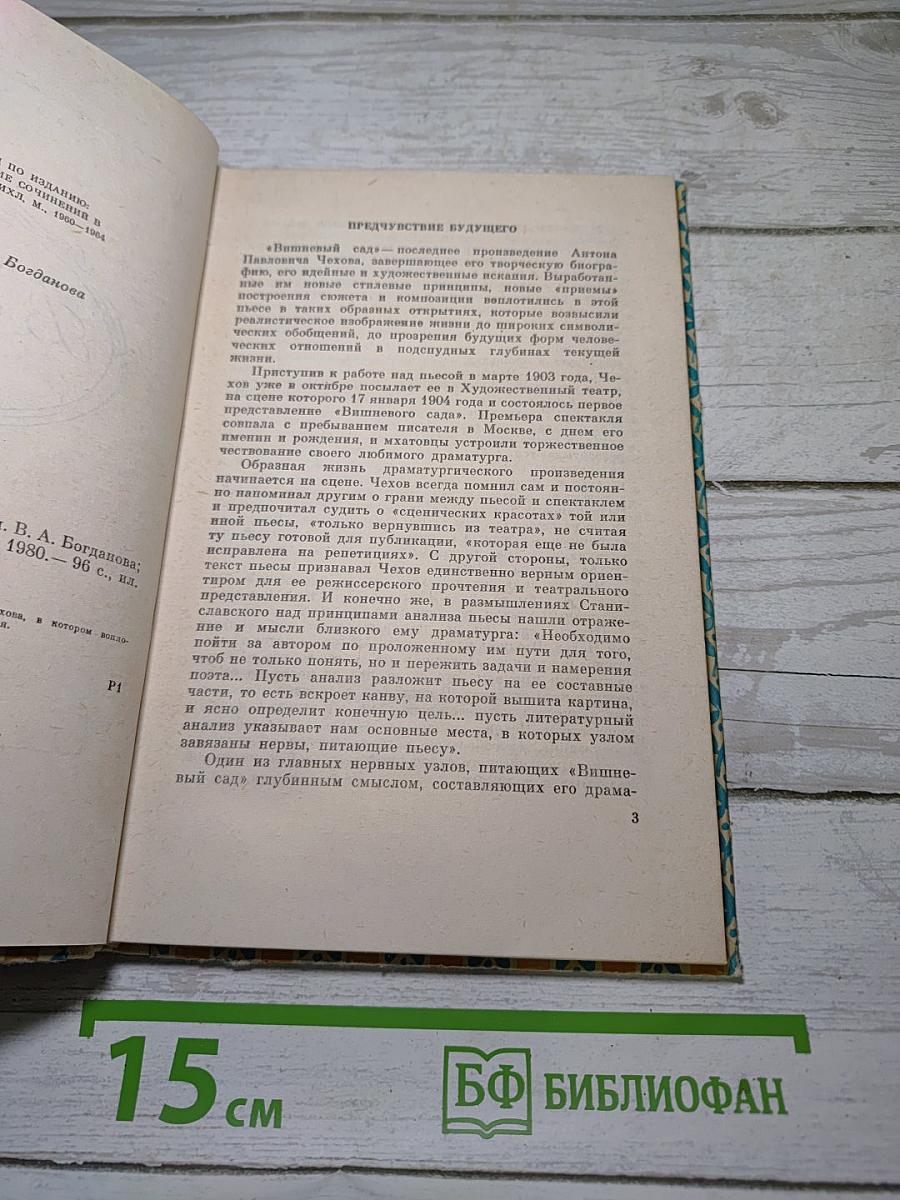 П ПО ИЗДАНИЮ:
ИЕ СОЧИНЕНИЙ В
ИХЛ. М., 1960—1964
Богданова
В. А. Богданова;
1980.— 96 с., ил.
хова, в котором вопло-
Р1
ПРЕДЧУВСТВИЕ БУДУЩЕГО
«Вишневый сад»— последнее произведение Антона
Павловича Чехова, завершающее его творческую биогра-
фию, его идейные и художественные искания. Выработан-
ные им новые стилевые принципы, новые «приемы»
построения сюжета и композиции воплотились в этой
пьесе в таких образных открытиях, которые возвысили
реалистическое изображение жизни до широких символи-
ческих обобщений, до прозрения будущих форм челове-
ческих отношений в подспудных глубинах текущей
жизни.
Приступив к работе над пьесой в марте 1903 года, Че-
хов уже в октябре посылает ее в Художественный театр,
на сцене которого 17 января 1904 года и состоялось первое
представление «Вишневого сада». Премьера спектакля
совпала с пребыванием писателя в Москве, с днем его
именин и рождения, и мхатовцы устроили торжественное
чествование своего любимого драматурга.
Образная жизнь драматургического произведения
начинается на сцене. Чехов всегда помнил сам и постоян-
но напоминал другим о грани между пьесой и спектаклем
и предпочитал судить о «сценических красотах» той или
иной пьесы, «только вернувшись из театра», не считая
ту пьесу готовой для публикации, «которая еще не была
исправлена на репетициях». С другой стороны, только
текст пьесы признавал Чехов единственно верным ориен-
тиром для ее режиссерского прочтения и театрального
представления. И конечно же, в размышлениях Стани-
славского над принципами анализа пьесы нашли отраже-
ние и мысли близкого ему драматурга: «Необходимо
пойти за автором по проложенному им пути для того,
чтоб не только понять, но и пережить задачи и намерения
поэта... Пусть анализ разложит пьесу на ее составные
части, то есть вскроет канву, на которой вышита картина,
и ясно определит конечную цель... пусть литературный
анализ указывает нам основные места, в которых узлом
завязаны нервы, питающие пьесу».
Один из главных нервных узлов, питающих «Вишне-
вый сад» глубинным смыслом, составляющих его драма-
3
15 см
БФ БИБЛИОФАН